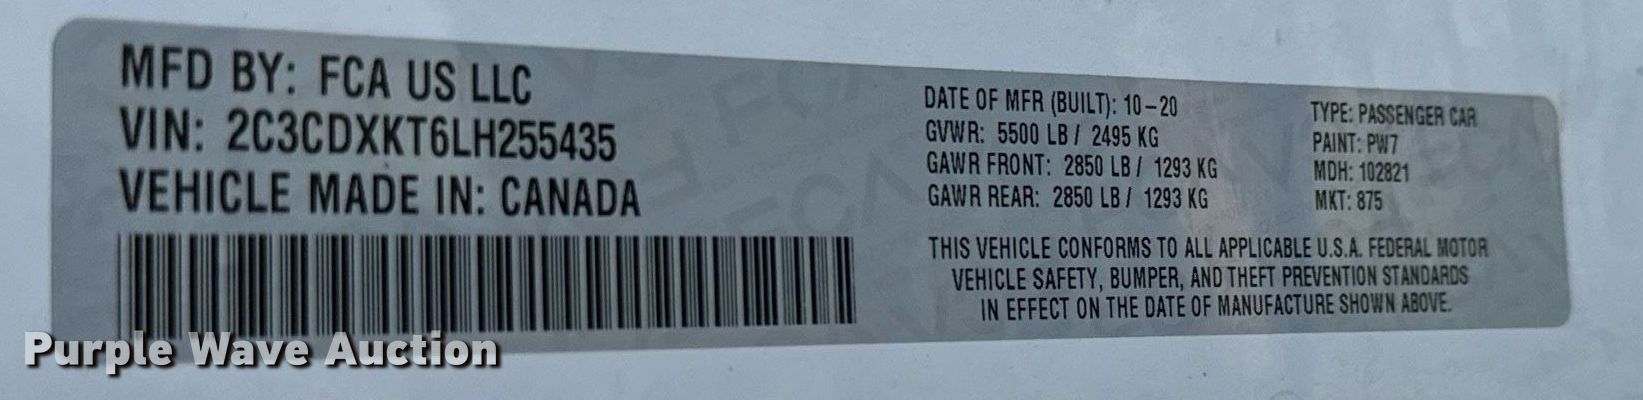 MFD BY: FCA US LLC
VIN: 2C3CDXKT6LH255435
VEHICLE MADE IN: CANADA
DATE OF MFR (BUILT): 10-20
GVWR: 5500 LB / 2495 KG
GAWR FRONT: 2850 LB / 1293 KG
GAWR REAR: 2850 LB / 1293 KG
TYPE: PASSENGER CAR
PAINT: PW7
MDH: 102821
MKT: 875
THIS VEHICLE CONFORMS TO ALL APPLICABLE U.S.A. FEDERAL MOTOR
VEHICLE SAFETY, BUMPER, AND THEFT PREVENTION STANDARDS
IN EFFECT ON THE DATE OF MANUFACTURE SHOWN ABOVE.
Purple Wave Auction